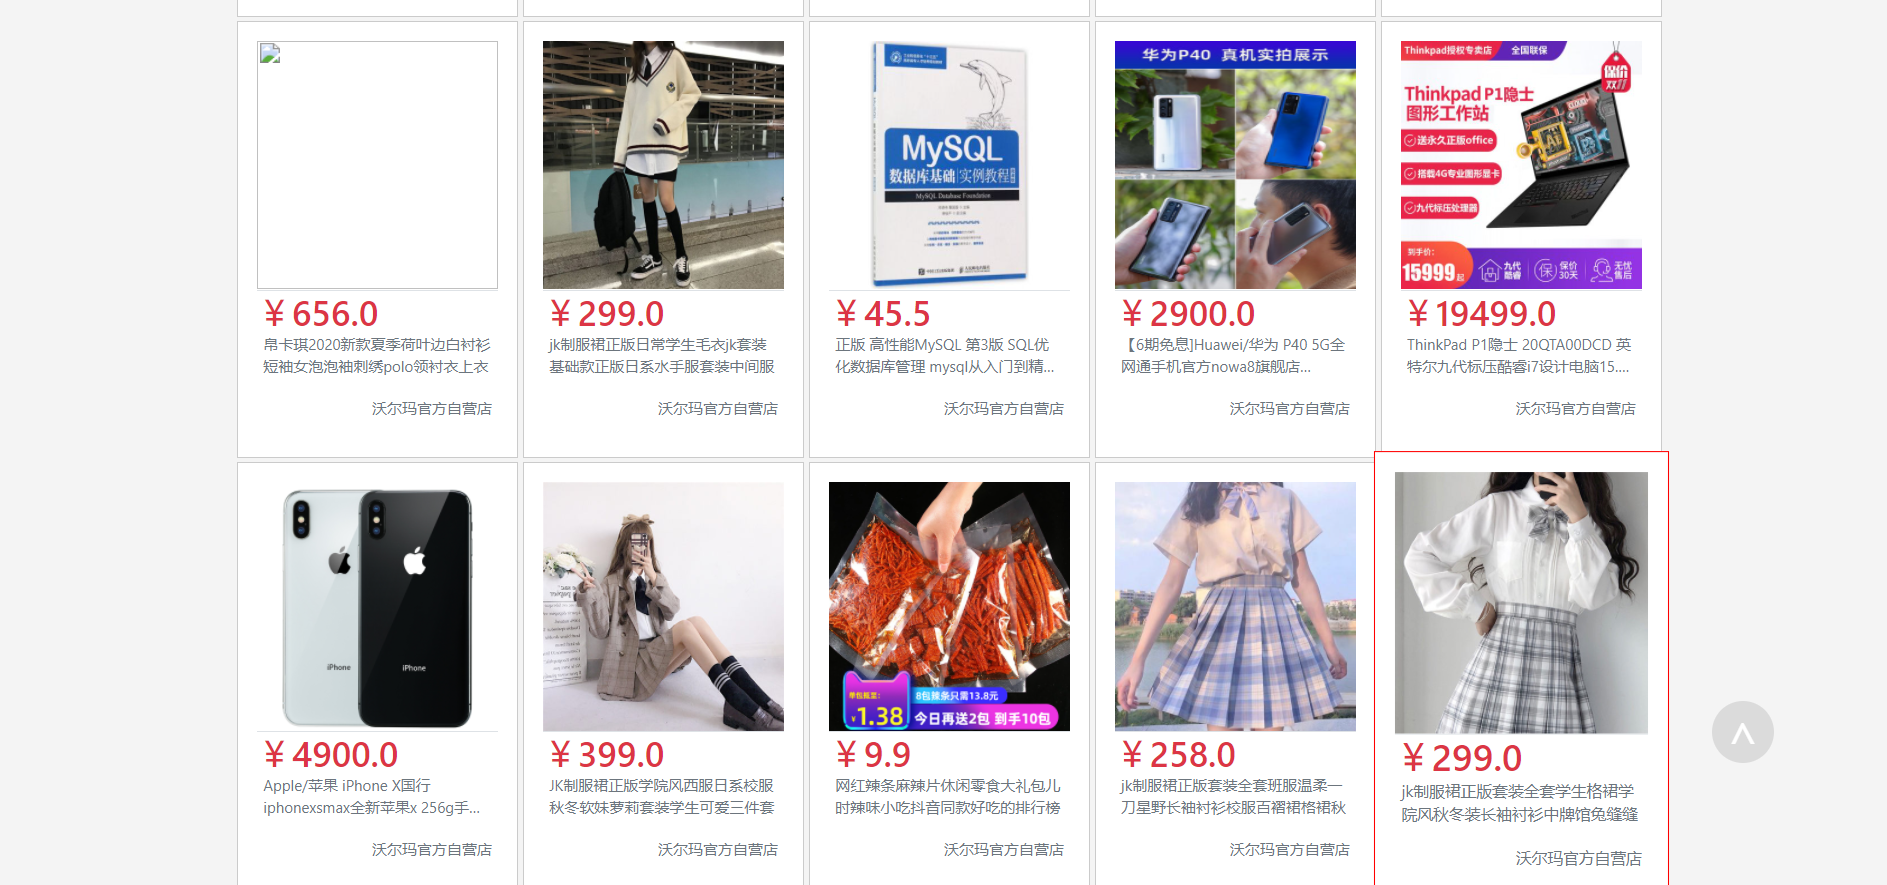 MySQL
数据库基础 实例教程
MySQL Database Foundation
华为P40 真机实拍展示
Thinkpad授权专卖店 全国联保
保价
双11
Thinkpad P1隐士
图形工作站
送永久正版office
搭载4G专业图形显卡
九代标压处理器
到手价:
15999起
九代
酷睿
保
保价
30天
无忧
售后
￥656.0
帛卡琪2020新款夏季荷叶边白衬衫
短袖女泡泡袖刺绣polo领衬衣上衣
沃尔玛官方自营店
￥299.0
jk制服裙正版日常学生毛衣jk套装
基础款正版日系水手服套装中间服
沃尔玛官方自营店
￥45.5
正版 高性能MySQL 第3版 SQL优
化数据库管理 mysql从入门到精...
沃尔玛官方自营店
￥2900.0
【6期免息】Huawei/华为 P40 5G全
网通手机官方nowa8旗舰店...
沃尔玛官方自营店
￥19499.0
ThinkPad P1隐士 20QTA00DCD 英
特尔九代标压酷睿i7设计电脑15....
沃尔玛官方自营店
iPhone
iPhone
单包低至:
￥1.38
8包辣条只需13.8元
今日再送2包 到手10包
￥4900.0
Apple/苹果 iPhone X国行
iphonexsmax全新苹果x 256g手...
沃尔玛官方自营店
￥399.0
JK制服裙正版学院风西服日系校服
秋冬软妹萝莉套装学生可爱三件套
沃尔玛官方自营店
￥9.9
网红辣条麻辣片休闲零食大礼包儿
时辣味小吃抖音同款好吃的排行榜
沃尔玛官方自营店
￥258.0
jk制服裙正版套装全套班服温柔一
刀星野长袖衬衫校服百褶裙格裙秋
沃尔玛官方自营店
￥299.0
jk制服裙正版套装全套学生格裙学
院风秋冬装长袖衬衫中牌馆兔缝缝
沃尔玛官方自营店